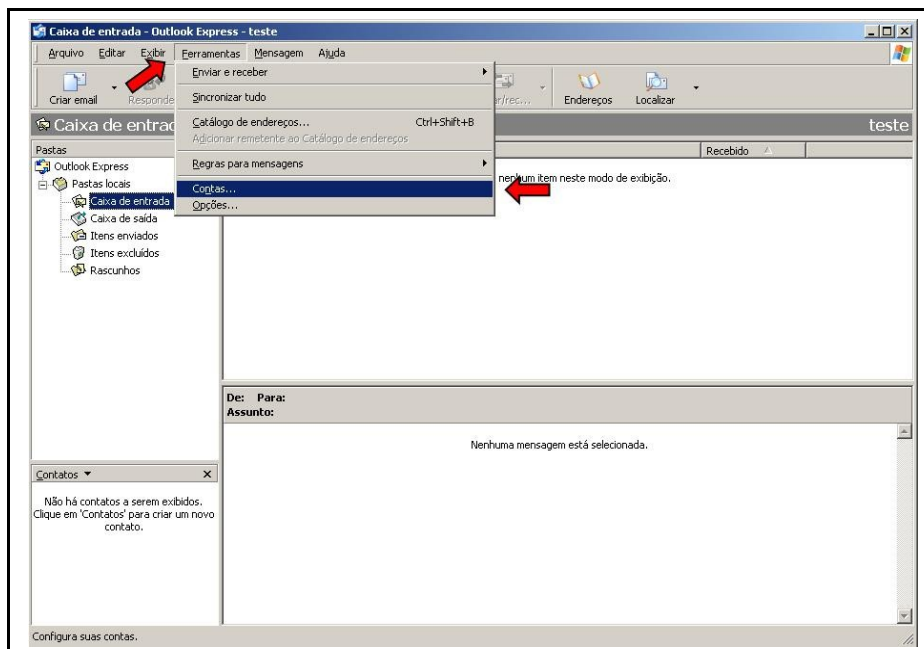 Caixa de entrada - Outlook Express - teste
Arquivo Editar Exibir Ferramentas Mensagem Ajuda
Criar email Endereços Localizar
Enviar e receber
Sincronizar tudo
Catálogo de endereços... Ctrl+Shift+B
Adicionar remetente ao Catálogo de endereços
Regras para mensagens
Contas...
Opções...
Caixa de entrad teste
Pastas Recebido
Outlook Express
nenhum item neste modo de exibição.
Pastas locais
Caixa de entrada
Caixa de saída
Itens enviados
Itens excluídos
Rascunhos
De: Para:
Assunto:
Nenhuma mensagem está selecionada.
Contatos
Não há contatos a serem exibidos.
Clique em 'Contatos' para criar um novo
contato.
Configura suas contas.